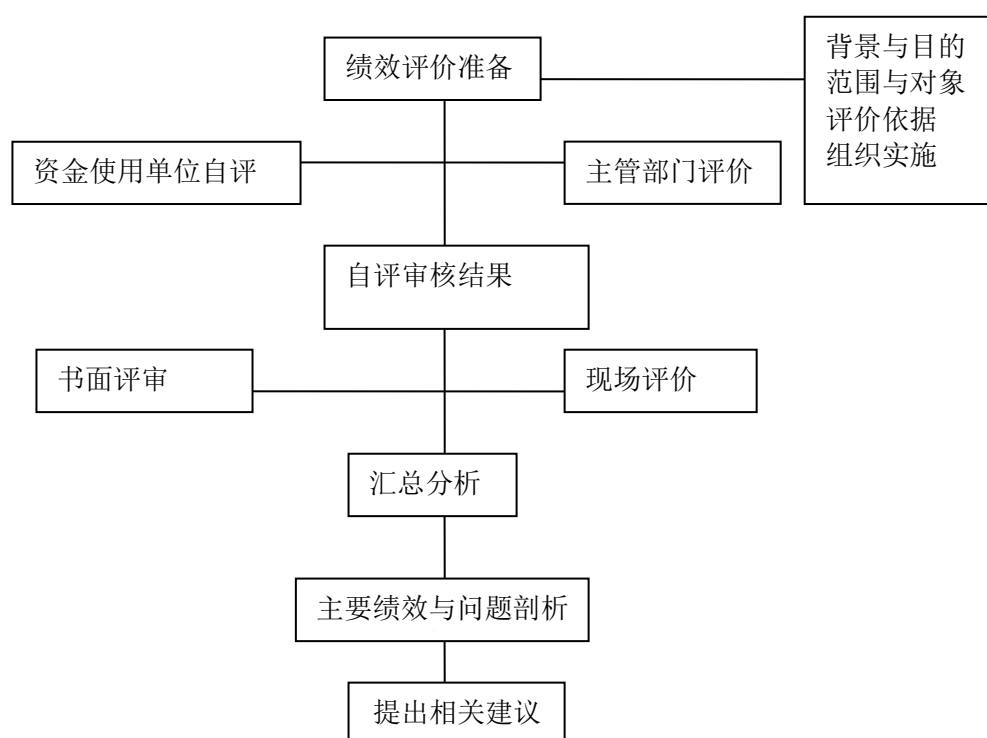 绩效评价准备
背景与目的
范围与对象
评价依据
组织实施
资金使用单位自评
主管部门评价
自评审核结果
书面评审
现场评价
汇总分析
主要绩效与问题剖析
提出相关建议